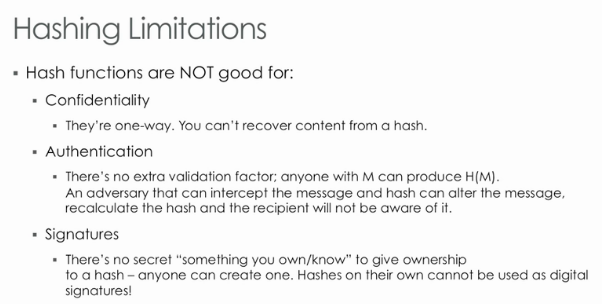 Hashing Limitations
▪ Hash functions are NOT good for:
▪ Confidentiality
▪ They're one-way. You can't recover content from a hash.
▪ Authentication
▪ There's no extra validation factor; anyone with M can produce H(M).
An adversary that can intercept the message and hash can alter the message,
recalculate the hash and the recipient will not be aware of it.
▪ Signatures
▪ There's no secret “something you own/know” to give ownership
to a hash – anyone can create one. Hashes on their own cannot be used as digital
signatures!